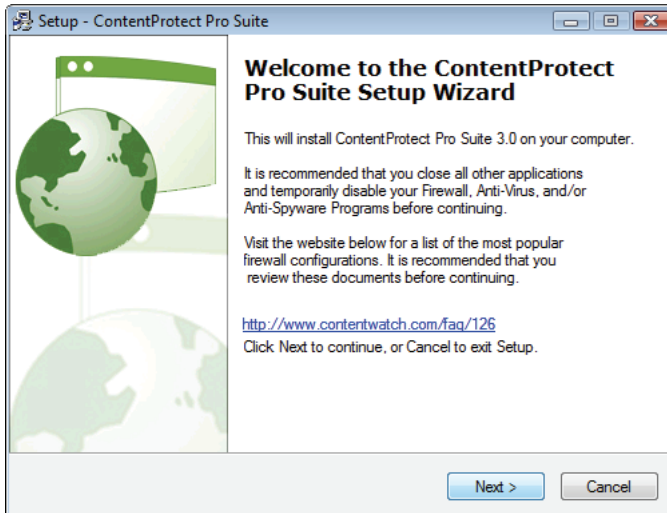 Setup - ContentProtect Pro Suite
Welcome to the ContentProtect
Pro Suite Setup Wizard
This will install ContentProtect Pro Suite 3.0 on your computer.
It is recommended that you close all other applications
and temporarily disable your Firewall, Anti-Virus, and/or
Anti-Spyware Programs before continuing.
Visit the website below for a list of the most popular
firewall configurations. It is recommended that you
review these documents before continuing.
http://www.contentwatch.com/faq/126
Click Next to continue, or Cancel to exit Setup.
Next >
Cancel